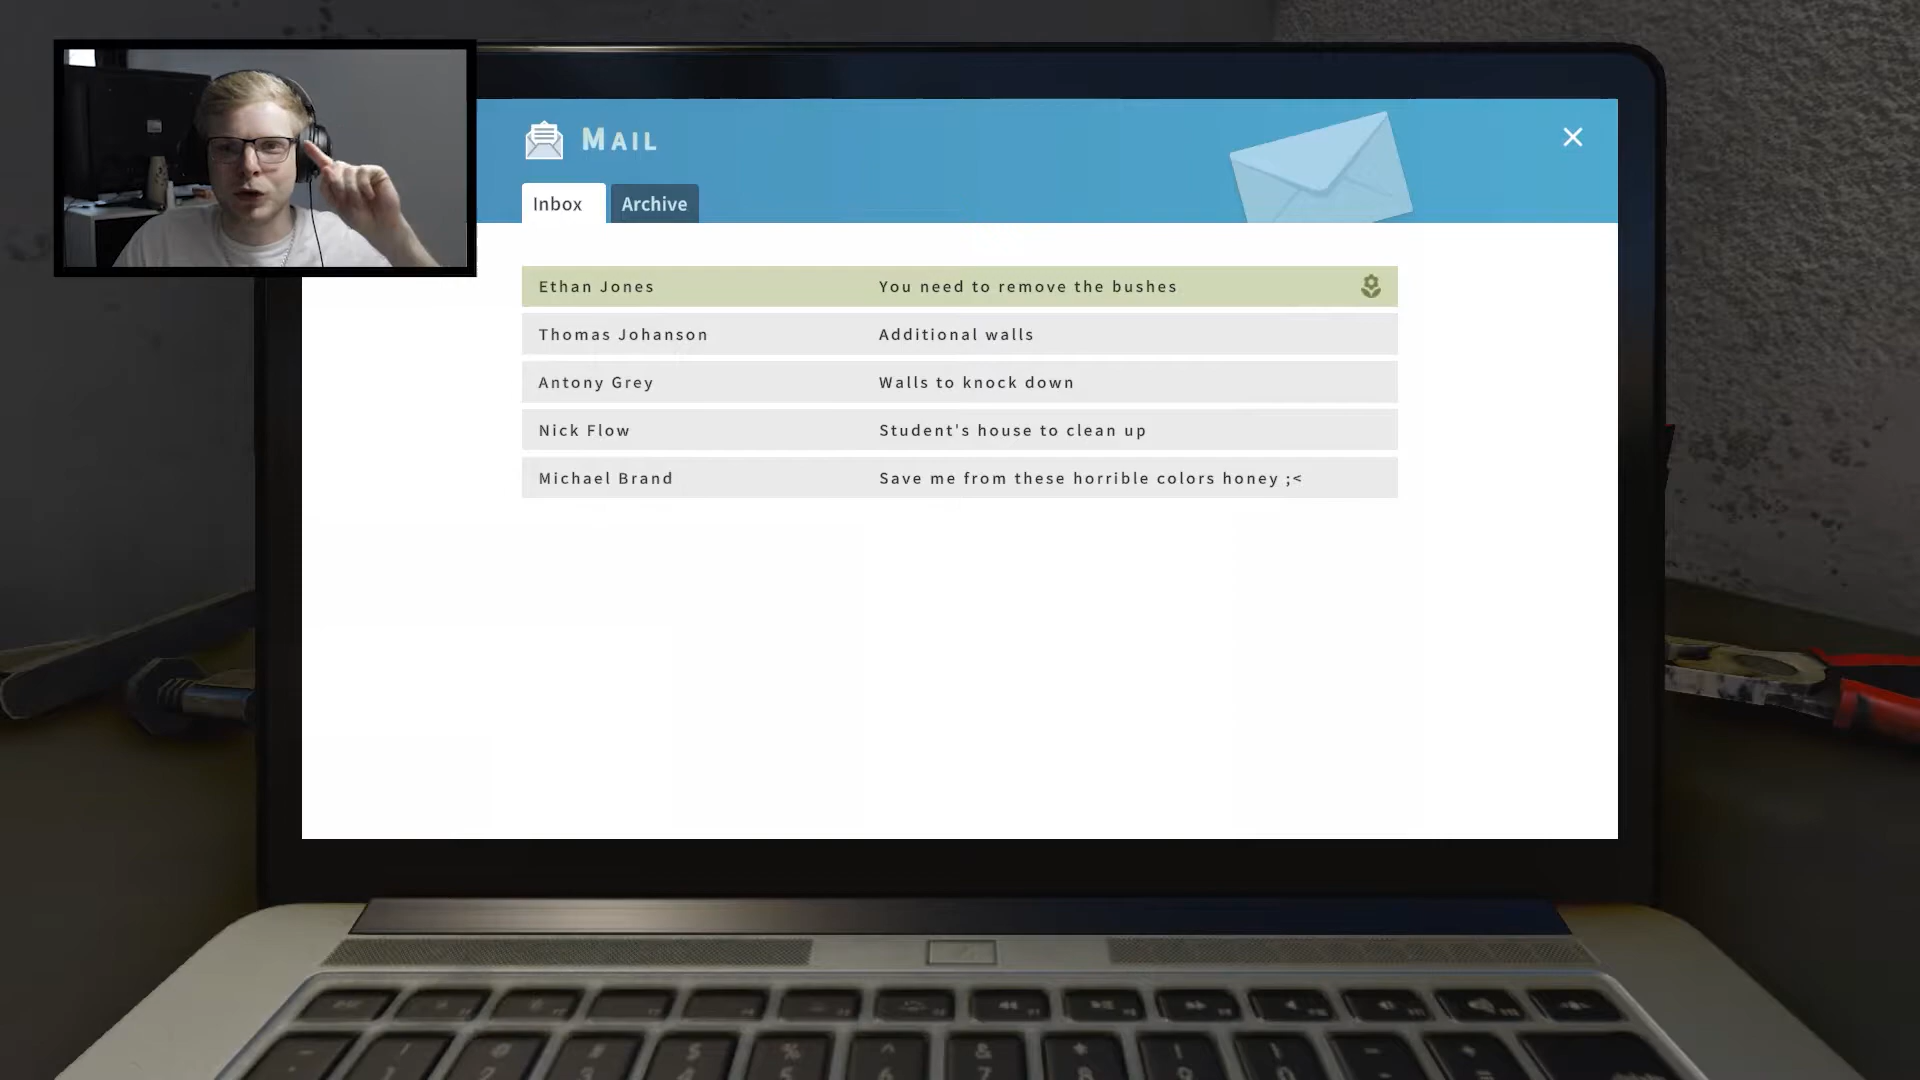 MAIL
Inbox Archive
Ethan Jones You need to remove the bushes
Thomas Johanson Additional walls
Antony Grey Walls to knock down
Nick Flow Student's house to clean up
Michael Brand Save me from these horrible colors honey ;<